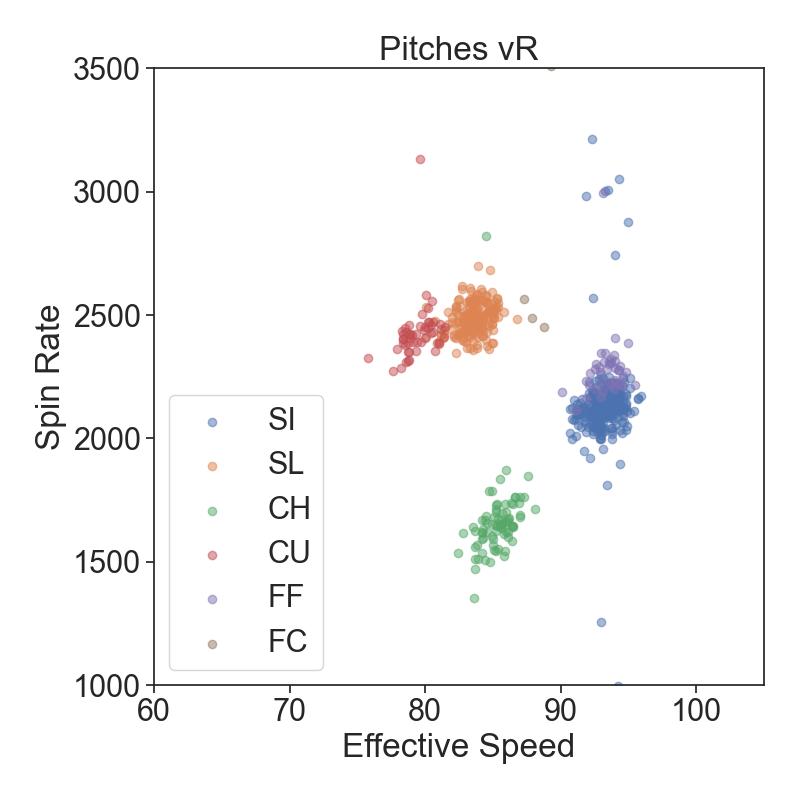 Pitches vR
3500
3000
2500
2000
1500
1000
Spin Rate
SI
SL
CH
CU
FF
FC
60 70 80 90 100
Effective Speed